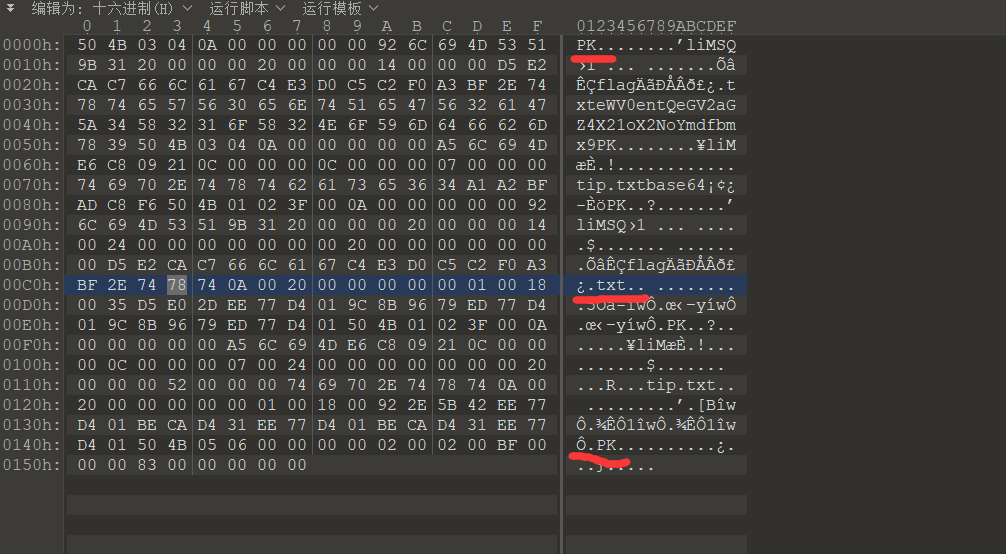 编辑为: 十六进制(H) 运行脚本 运行模板
0 1 2 3 4 5 6 7 8 9 A B C D E F 0123456789ABCDEF
0000h: 50 4B 03 04 0A 00 00 00 00 00 92 6C 69 4D 53 51 PK........’liMSQ
0010h: 9B 31 20 00 00 00 20 00 00 00 14 00 00 00 D5 E2 ›1 ... .......Õâ
0020h: CA C7 66 6C 61 67 C4 E3 D0 C5 C2 F0 A3 BF 2E 74 ÊÇflagÄãÐÅÂð£¿.t
0030h: 78 74 65 57 56 30 65 6E 74 51 65 47 56 32 61 47 xteWV0entQeGV2aG
0040h: 5A 34 58 32 31 6F 58 32 4E 6F 59 6D 64 66 62 6D Z4X21oX2NoYmdfbm
0050h: 78 39 50 4B 03 04 0A 00 00 00 00 00 A5 6C 69 4D x9PK........¥liM
0060h: E6 C8 09 21 0C 00 00 00 0C 00 00 00 07 00 00 00 æÈ.!............
0070h: 74 69 70 2E 74 78 74 62 61 73 65 36 34 A1 A2 BF tip.txtbase64¡¢¿
0080h: AD C8 F6 50 4B 01 02 3F 00 0A 00 00 00 00 00 92 -ÈöPK..?.......’
0090h: 6C 69 4D 53 51 9B 31 20 00 00 00 20 00 00 00 14 liMSQ›1 ... ....
00A0h: 00 24 00 00 00 00 00 00 00 20 00 00 00 00 00 00 .$....... ......
00B0h: 00 D5 E2 CA C7 66 6C 61 67 C4 E3 D0 C5 C2 F0 A3 .ÕâÊÇflagÄãÐÅÂð£
00C0h: BF 2E 74 78 74 0A 00 20 00 00 00 00 00 01 00 18 ¿.txt.. ........
00D0h: 00 35 D5 E0 2D EE 77 D4 01 9C 8B 96 79 ED 77 D4 .5Õà-îwÔ.œ‹–yíwÔ
00E0h: 01 9C 8B 96 79 ED 77 D4 01 50 4B 01 02 3F 00 0A .œ‹–yíwÔ.PK..?..
00F0h: 00 00 00 00 00 A5 6C 69 4D E6 C8 09 21 0C 00 00 .....¥liMæÈ.!...
0100h: 00 0C 00 00 00 07 00 24 00 00 00 00 00 00 00 20 .......$.......
0110h: 00 00 00 52 00 00 00 74 69 70 2E 74 78 74 0A 00 ...R...tip.txt..
0120h: 20 00 00 00 00 00 01 00 18 00 92 2E 5B 42 EE 77 .........’.[Bîw
0130h: D4 01 BE CA D4 31 EE 77 D4 01 BE CA D4 31 EE 77 Ô.¾ÊÔ1îwÔ.¾ÊÔ1îw
0140h: D4 01 50 4B 05 06 00 00 00 00 02 00 02 00 BF 00 Ô.PK..........¿.
0150h: 00 00 83 00 00 00 00 00